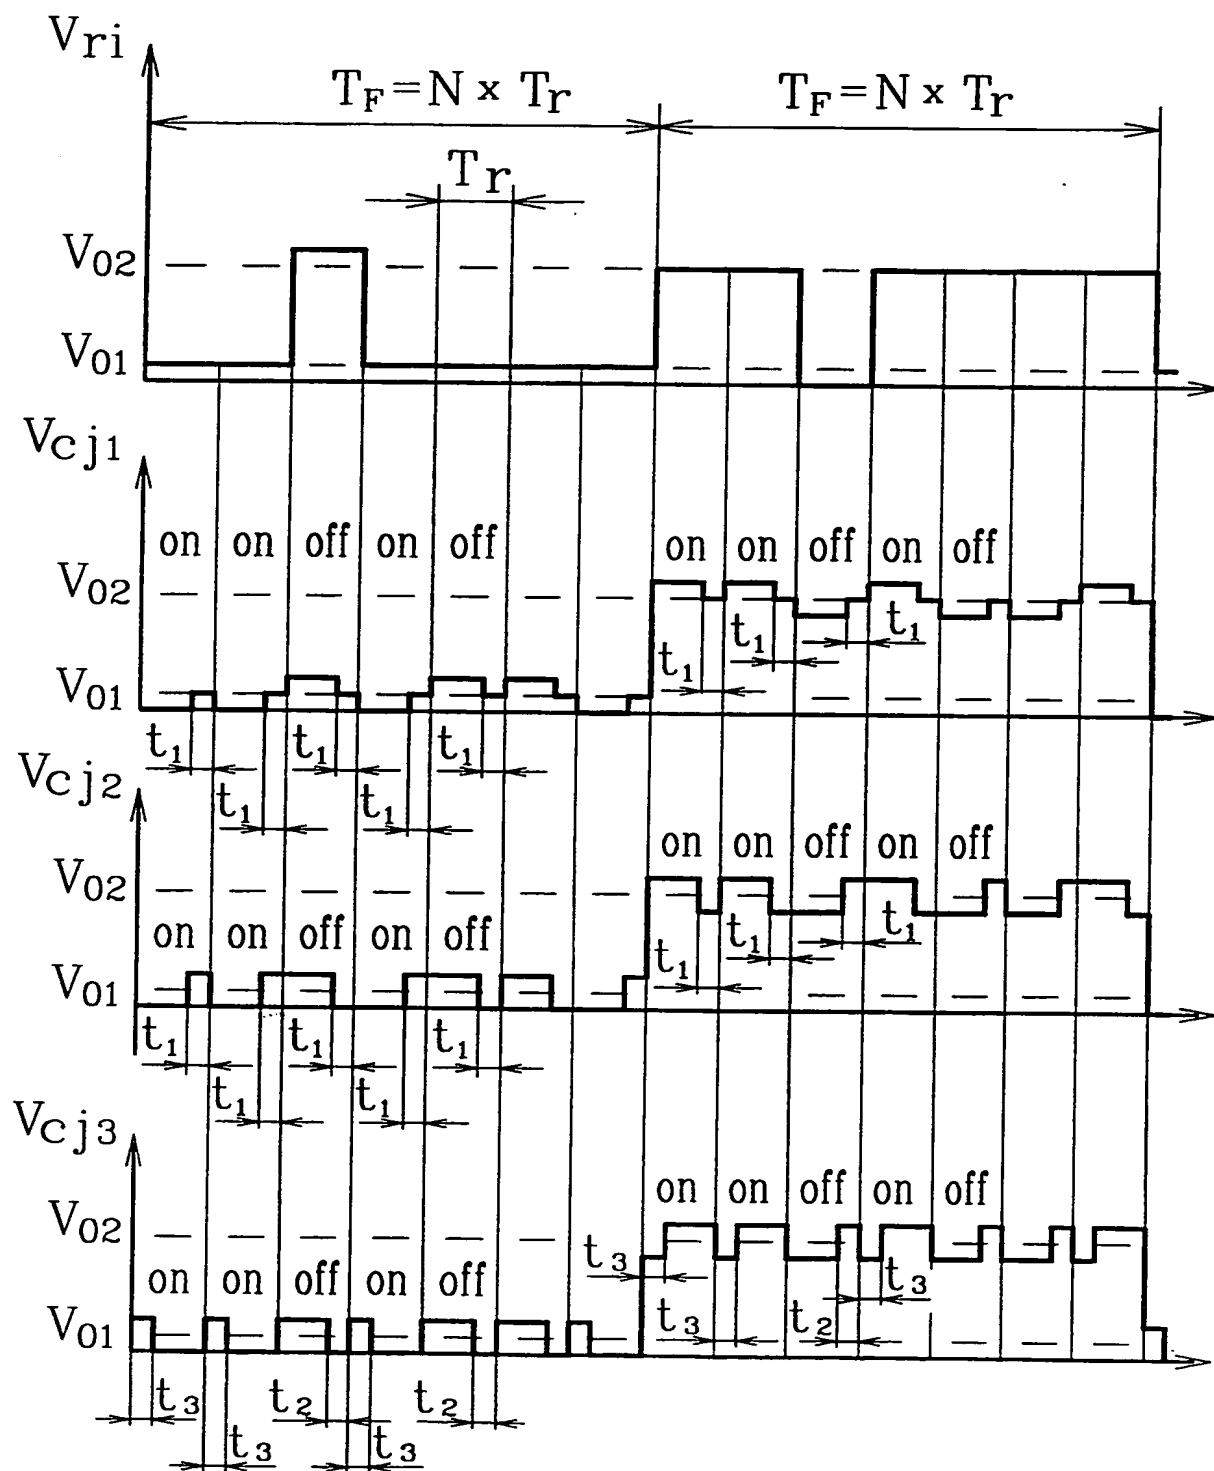 Vri
TF=N x Tr
TF=N x Tr
Tr
V02
V01
Vcj1
on on off on off
on on off on off
V02
t1 t1 t1
V01
t1 t1 t1
t1 t1
Vcj2
on on off on off
V02
on on off on off
t1 t1 t1
V01
t1 t1 t1
t1 t1
Vcj3
on on off on off
V02
t3
on on off on off
t3
V01
t3 t2
t3 t2 t2
t3 t3